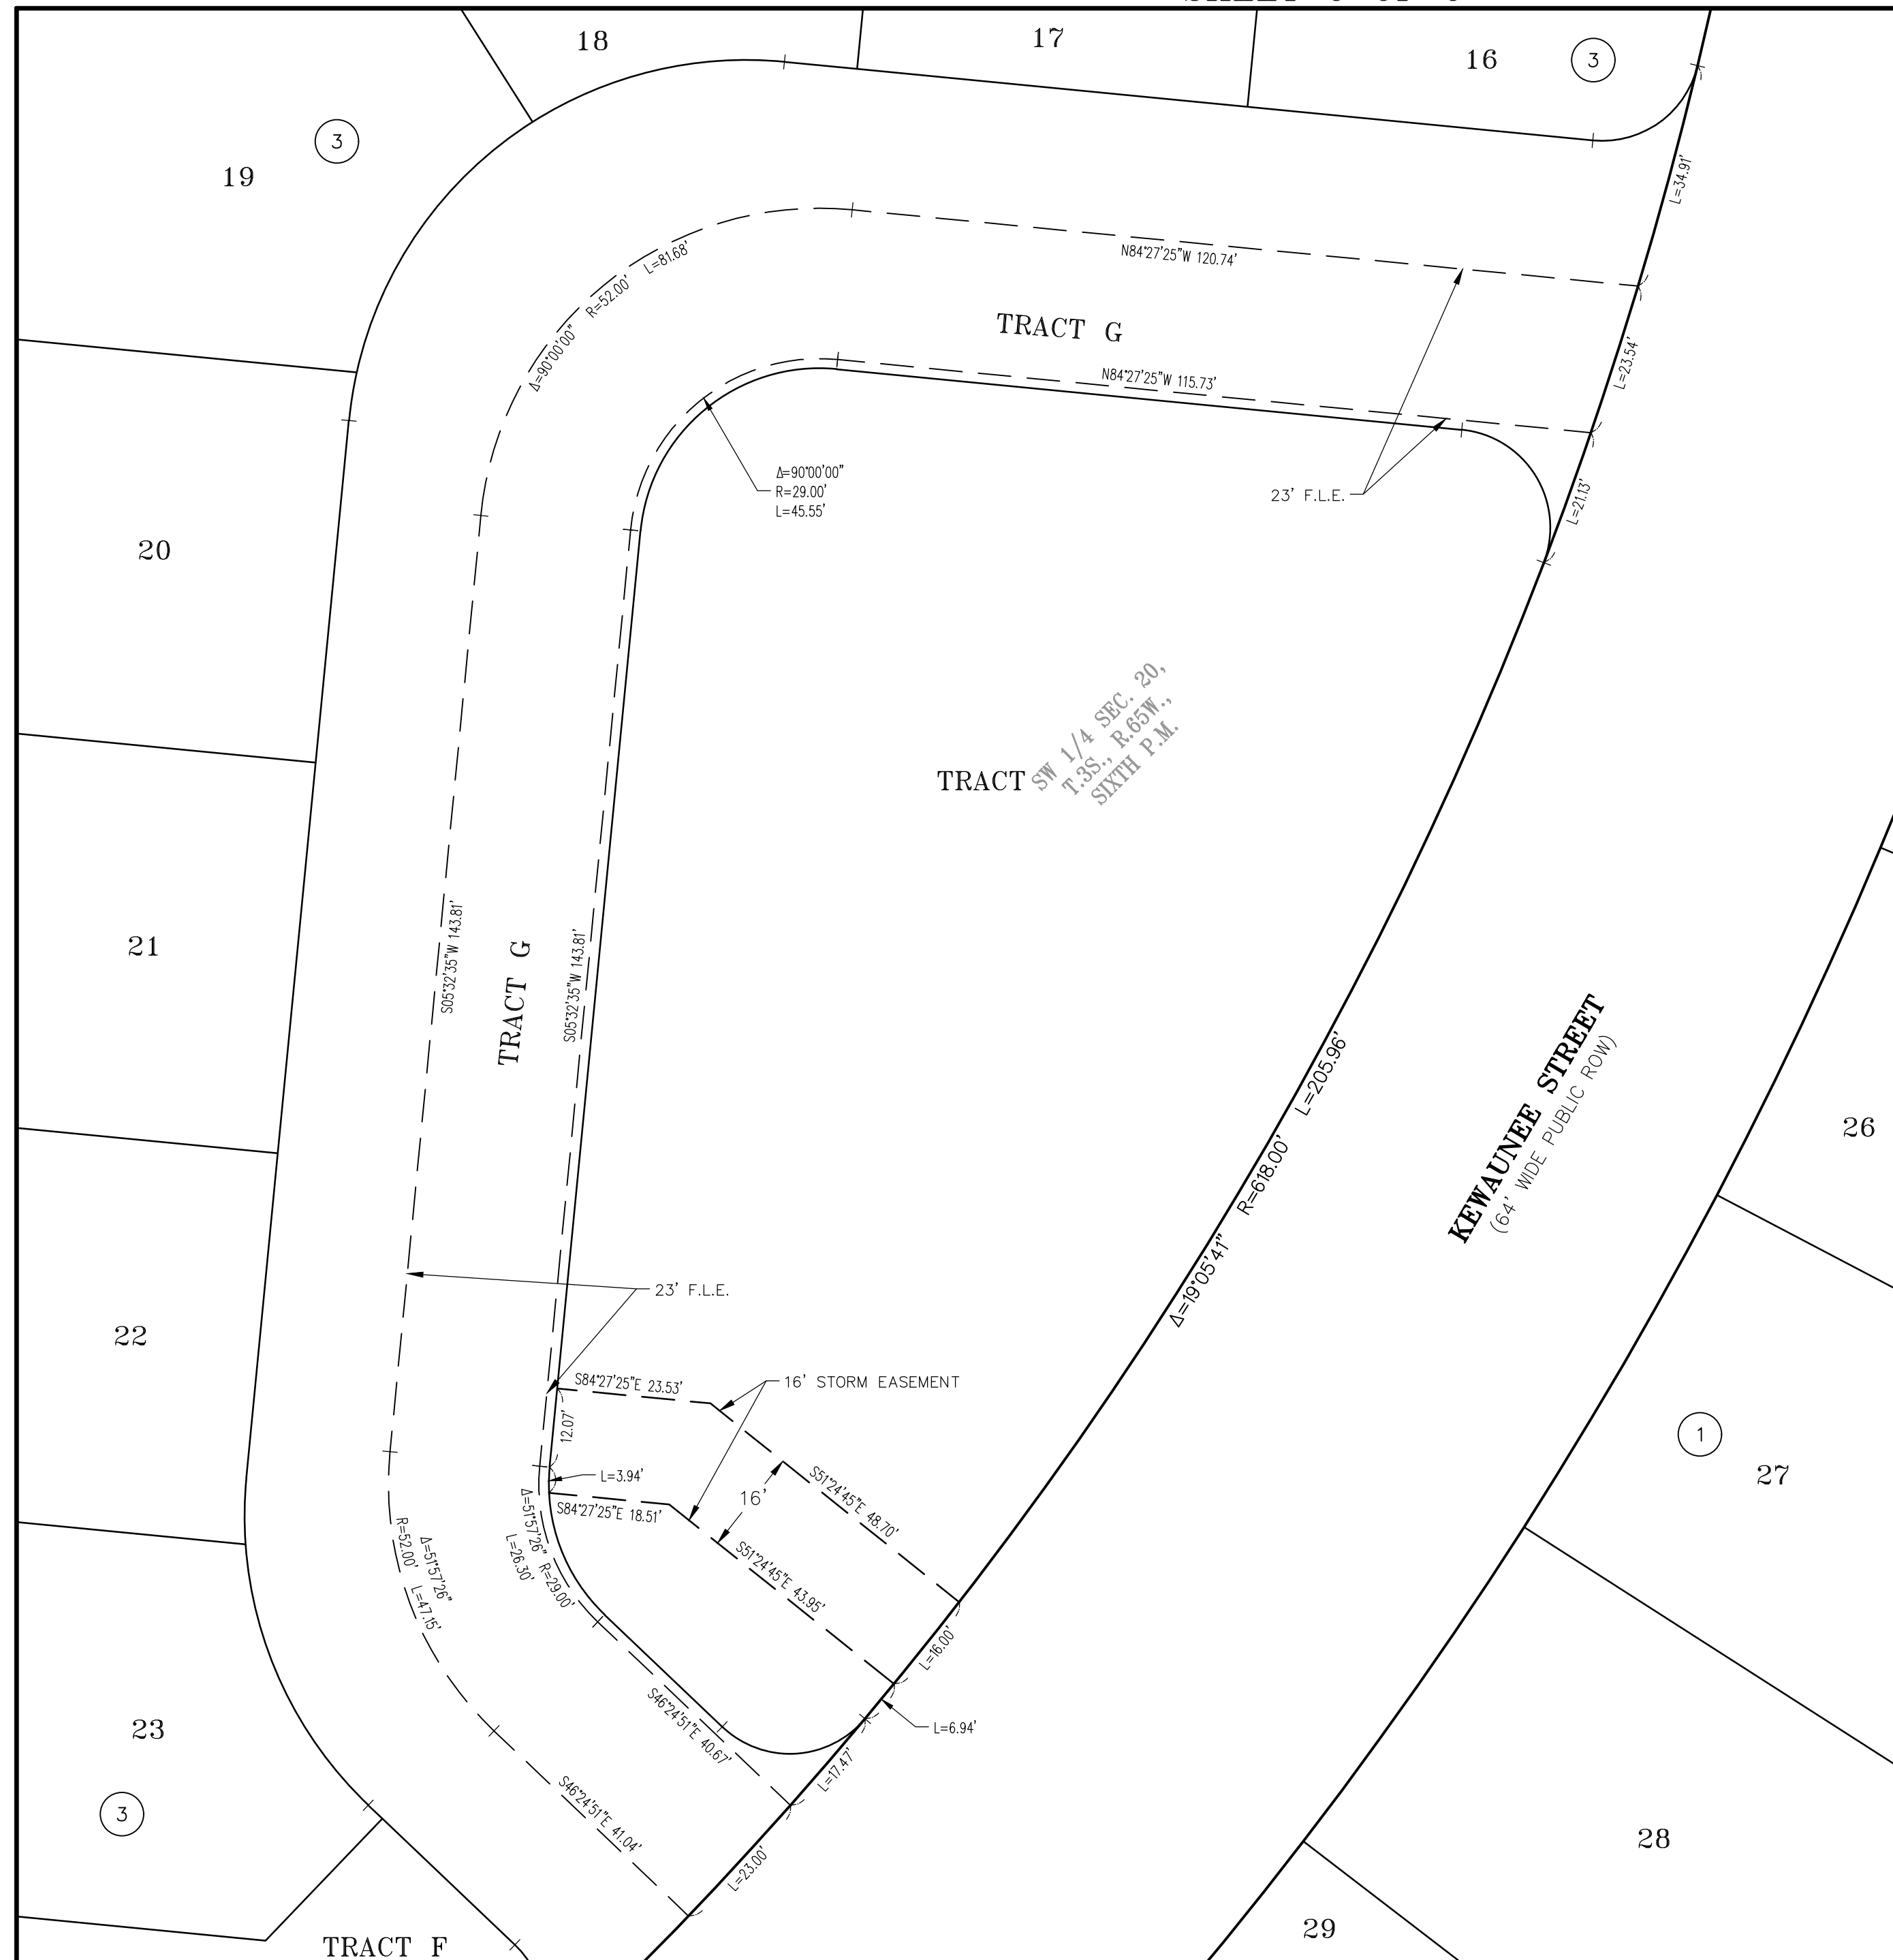 18
17
16
3
3
19
L=34.91'
N84°27'25"W 120.74'
Δ=90°00'00" R=52.00' L=81.68'
TRACT G
L=23.54'
N84°27'25"W 115.73'
Δ=90°00'00"
R=29.00'
L=45.55'
23' F.L.E.
L=21.13'
20
TRACT
SW 1/4 SEC. 20,
T.3S., R.65W.,
SIXTH P.M.
21
S05°32'35"W 143.81'
TRACT G
S05°32'35"W 143.81'
Δ=19°05'41" R=618.00' L=205.96'
KEWAUNEE STREET
(64' WIDE PUBLIC ROW)
26
22
23' F.L.E.
S84°27'25"E 23.53'
16' STORM EASEMENT
12.07'
L=3.94'
S84°27'25"E 18.51'
16'
S51°24'45"E 48.70'
S51°24'45"E 43.95'
1
27
Δ=51°57'26" R=29.00'
L=26.30'
Δ=51°57'26"
R=52.00' L=47.15'
L=16.00'
L=6.94'
S46°24'51"E 40.67'
L=17.47'
23
3
S46°24'51"E 41.04'
L=23.00'
28
29
TRACT F